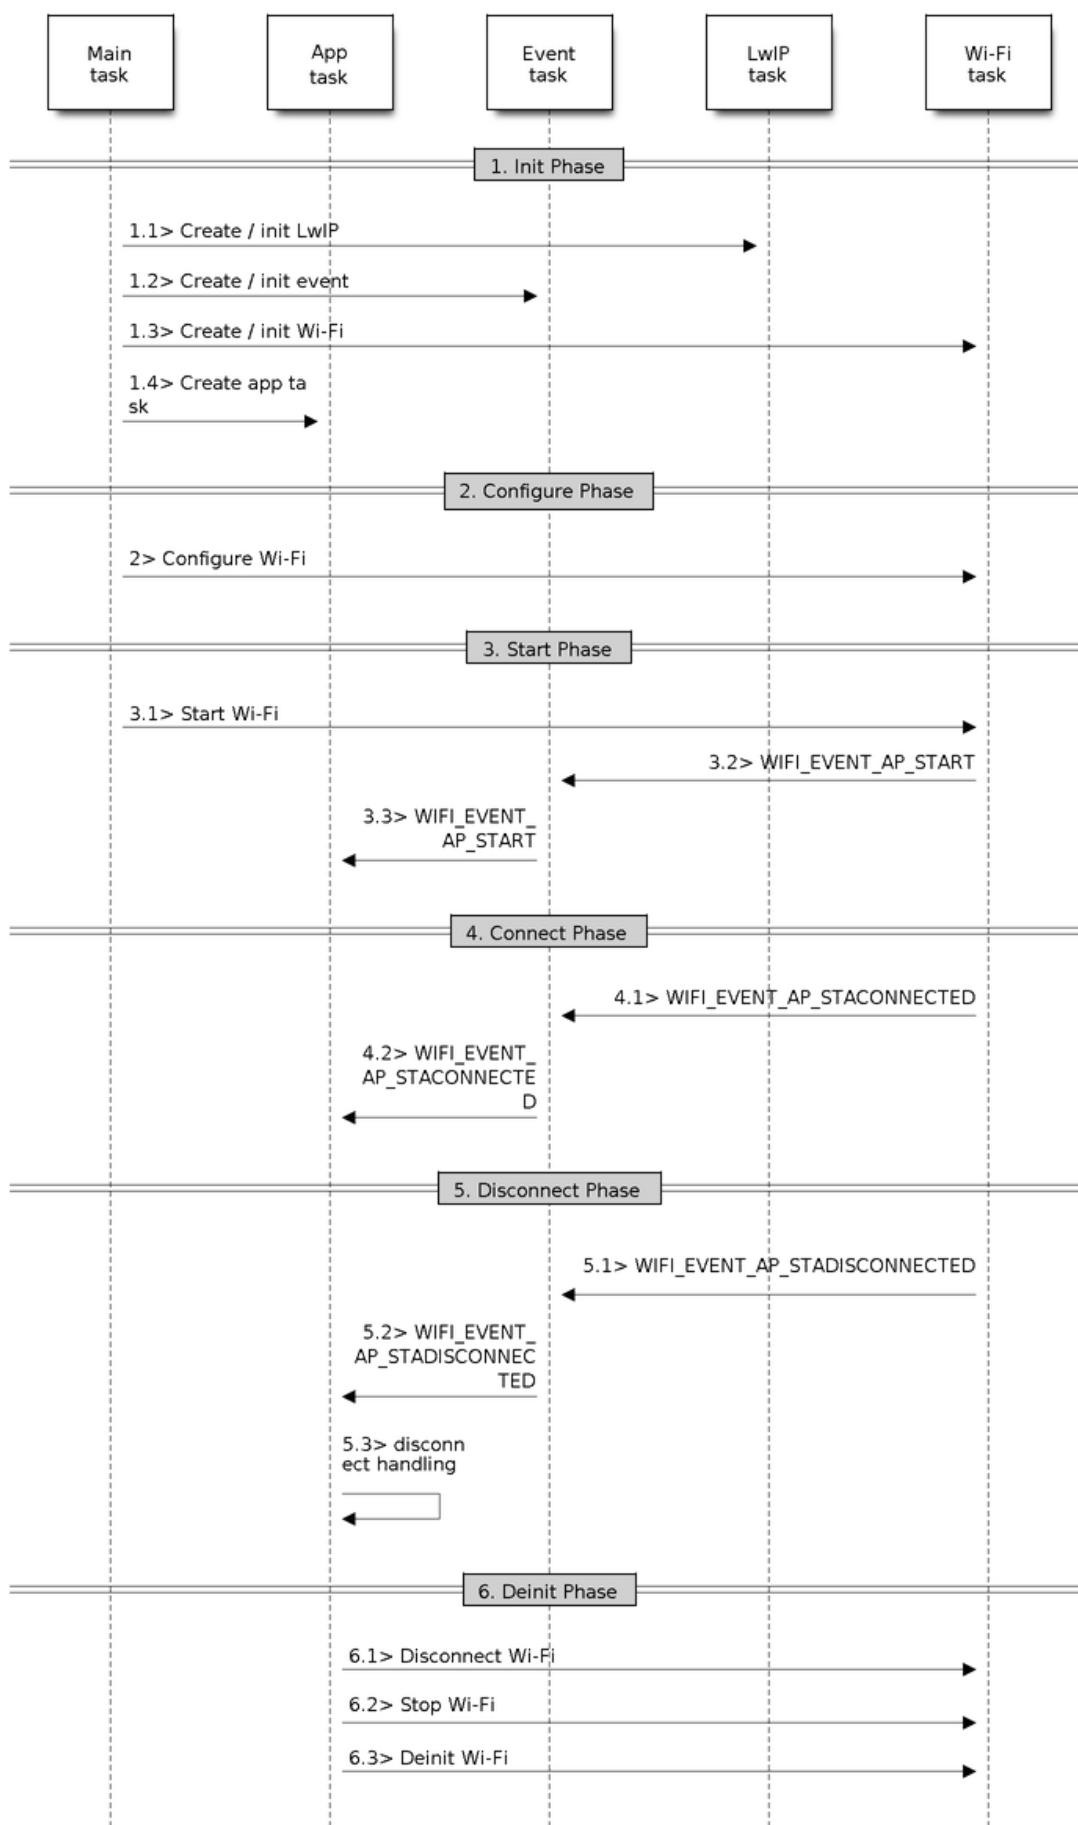 Main
task
App
task
Event
task
LwIP
task
Wi-Fi
task
1. Init Phase
1.1> Create / init LwIP
1.2> Create / init event
1.3> Create / init Wi-Fi
1.4> Create app ta
sk
2. Configure Phase
2> Configure Wi-Fi
3. Start Phase
3.1> Start Wi-Fi
3.2> WIFI_EVENT_AP_START
3.3> WIFI_EVENT_
AP_START
4. Connect Phase
4.1> WIFI_EVENT_AP_STACONNECTED
4.2> WIFI_EVENT_
AP_STACONNECTE
D
5. Disconnect Phase
5.1> WIFI_EVENT_AP_STADISCONNECTED
5.2> WIFI_EVENT_
AP_STADISCONNEC
TED
5.3> disconn
ect handling
6. Deinit Phase
6.1> Disconnect Wi-Fi
6.2> Stop Wi-Fi
6.3> Deinit Wi-Fi